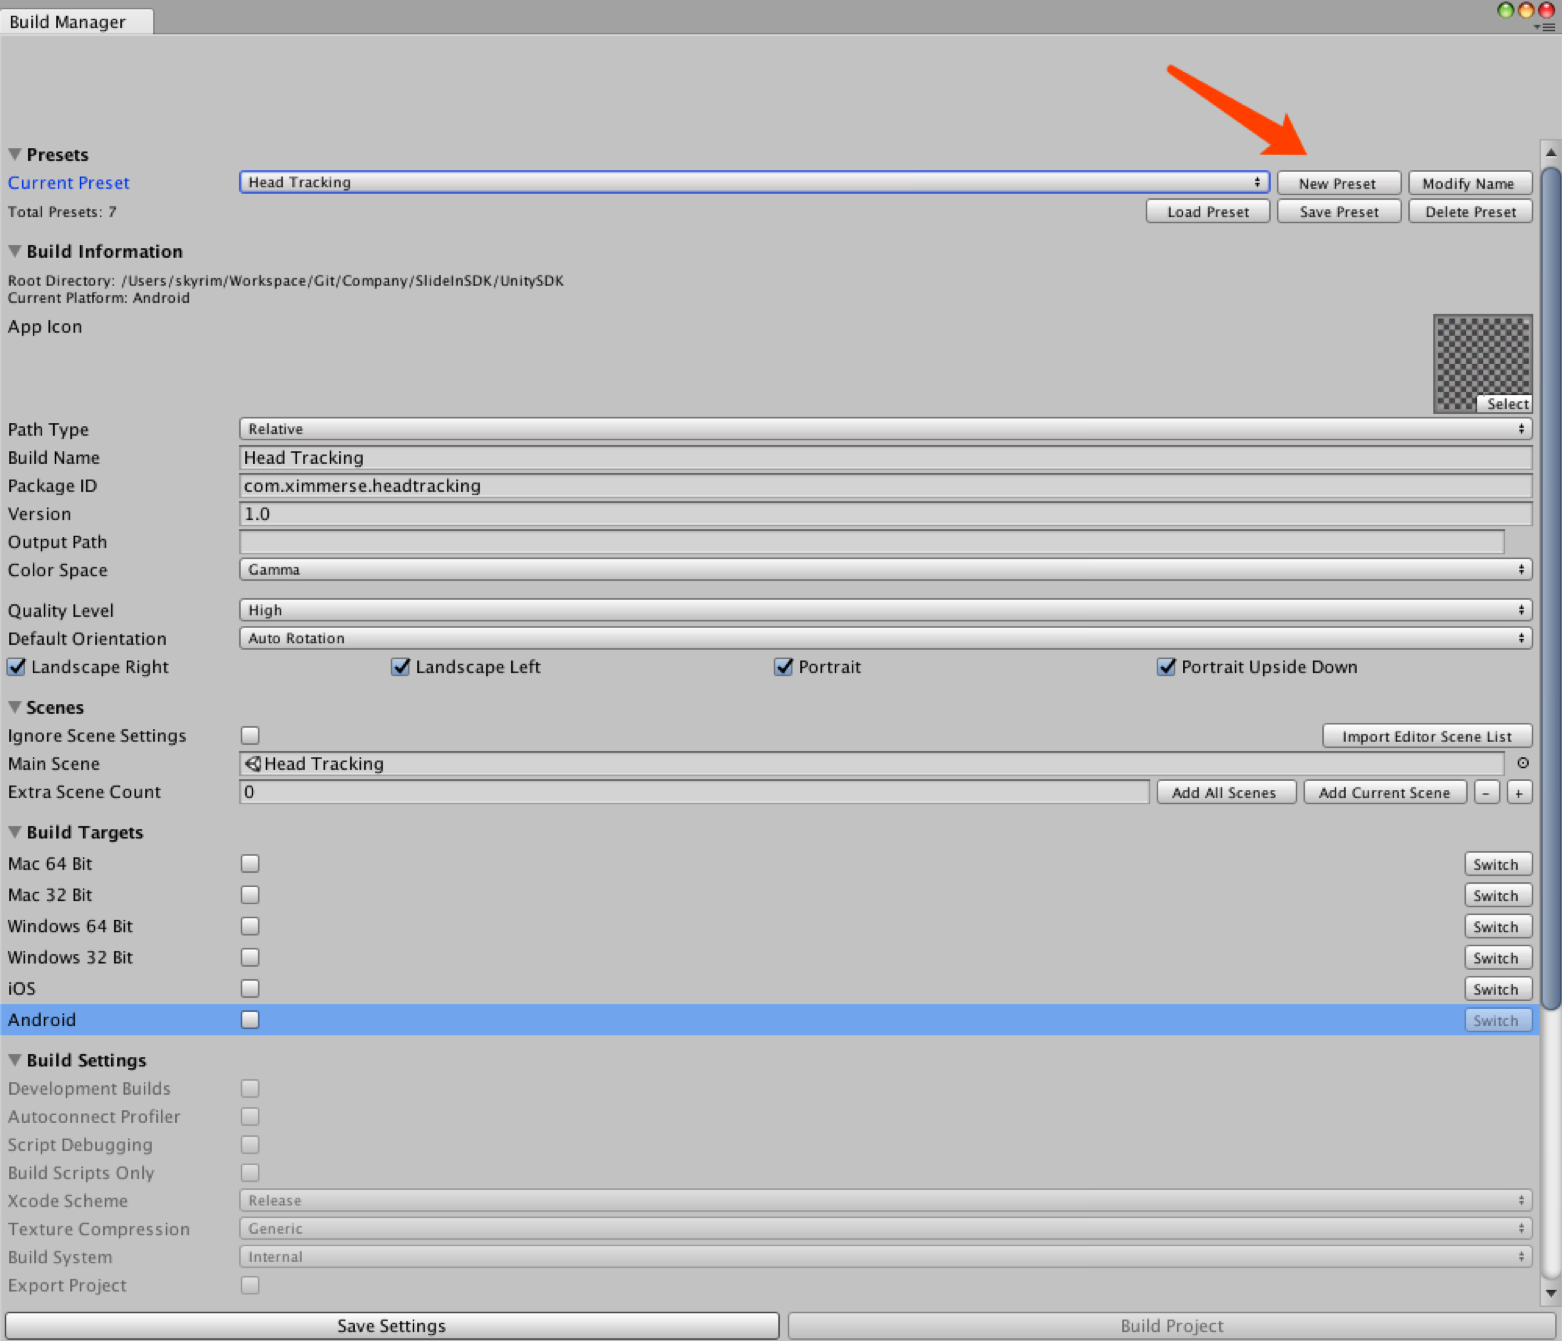 Build Manager
Presets
Current Preset Head Tracking New Preset Modify Name
Total Presets: 7 Load Preset Save Preset Delete Preset
Build Information
Root Directory: /Users/skyrim/Workspace/Git/Company/SlideInSDK/UnitySDK
Current Platform: Android
App Icon
Select
Path Type Relative
Build Name Head Tracking
Package ID com.ximmerse.headtracking
Version 1.0
Output Path
Color Space Gamma
Quality Level High
Default Orientation Auto Rotation
Landscape Right Landscape Left Portrait Portrait Upside Down
Scenes
Ignore Scene Settings Import Editor Scene List
Main Scene Head Tracking
Extra Scene Count 0 Add All Scenes Add Current Scene - +
Build Targets
Mac 64 Bit Switch
Mac 32 Bit Switch
Windows 64 Bit Switch
Windows 32 Bit Switch
iOS Switch
Android Switch
Build Settings
Development Builds
Autoconnect Profiler
Script Debugging
Build Scripts Only
Xcode Scheme Release
Texture Compression Generic
Build System Internal
Export Project
Save Settings Build Project